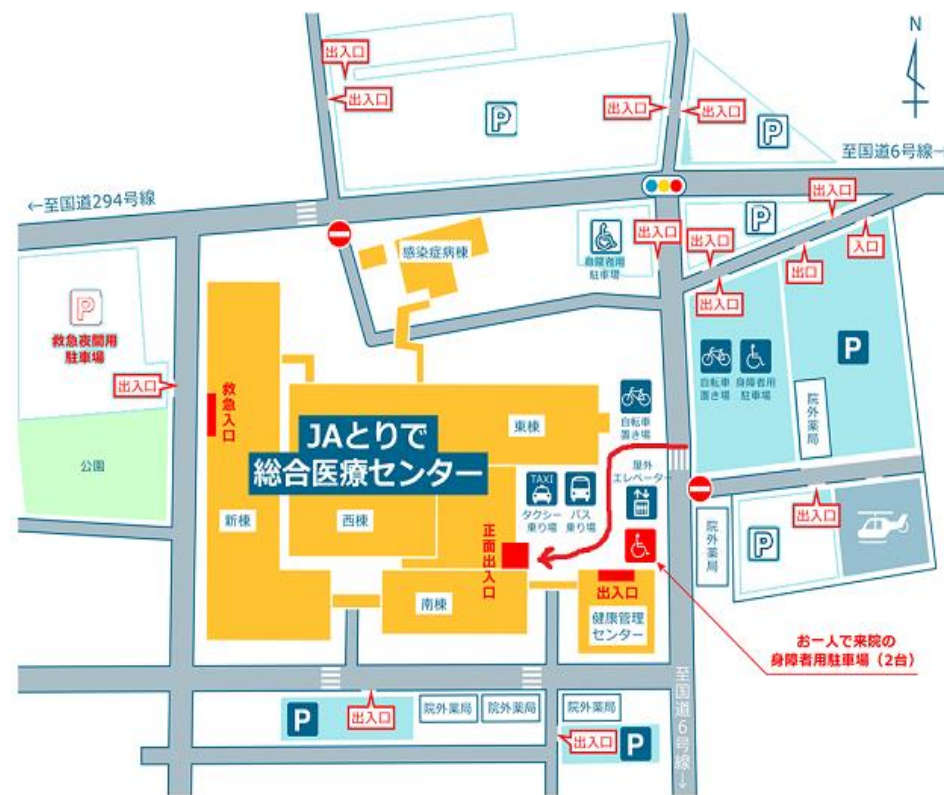 N
出入口
出入口
P
出入口
出入口
P
至国道6号線→
←至国道294号線
出入口
P
出入口
出入口
入口
出口
出入口
感染症病棟
身障者用
駐車場
P
救急夜間用
駐車場
出入口
公園
救急入口
JAとりで
総合医療センター
東棟
新棟
西棟
南棟
正面出入口
自転車
置き場
TAXI
タクシー
乗り場
バス
乗り場
屋外
エレベーター
自転車
置き場
身障者用
駐車場
P
院外薬局
院外薬局
出入口
P
出入口
健康管理
センター
お一人で来院の
身障者用駐車場（2台）
至国道6号線→
P
出入口
院外薬局
院外薬局
院外薬局
出入口
P